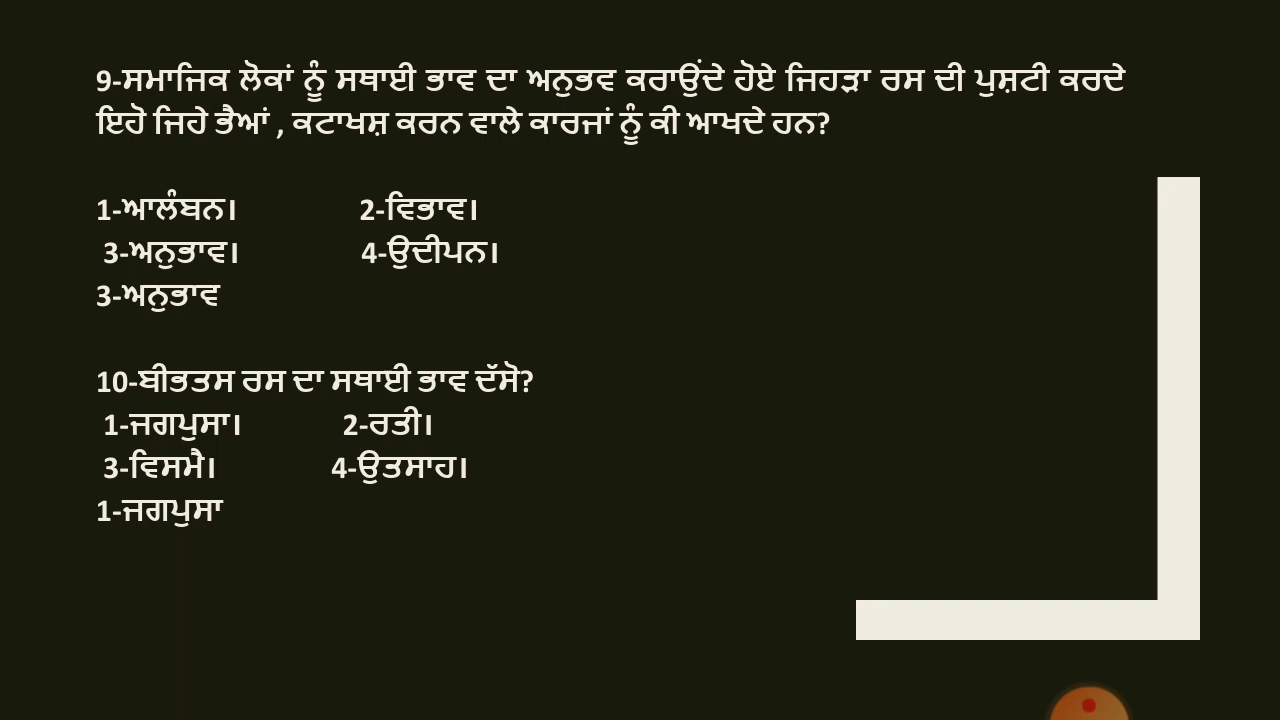 9-ਸਮਾਜਿਕ ਲੋਕਾਂ ਨੂੰ ਸਥਾਈ ਭਾਵ ਦਾ ਅਨੁਭਵ ਕਰਾਉਂਦੇ ਹੋਏ ਜਿਹੜਾ ਰਸ ਦੀ ਪੁਸ਼ਟੀ ਕਰਦੇ
ਇਹੋ ਜਿਹੇ ਭੈਆਂ , ਕਟਾਖਸ਼ ਕਰਨ ਵਾਲੇ ਕਾਰਜਾਂ ਨੂੰ ਕੀ ਆਖਦੇ ਹਨ?
1-ਆਲੰਬਨ। 2-ਵਿਭਾਵ।
3-ਅਨੁਭਾਵ। 4-ਉਦੀਪਨ।
3-ਅਨੁਭਾਵ
10-ਬੀਭਤਸ ਰਸ ਦਾ ਸਥਾਈ ਭਾਵ ਦੱਸੋ?
1-ਜਗਪੁਸਾ। 2-ਰਤੀ।
3-ਵਿਸਮੈ। 4-ਉਤਸਾਹ।
1-ਜਗਪੁਸਾ